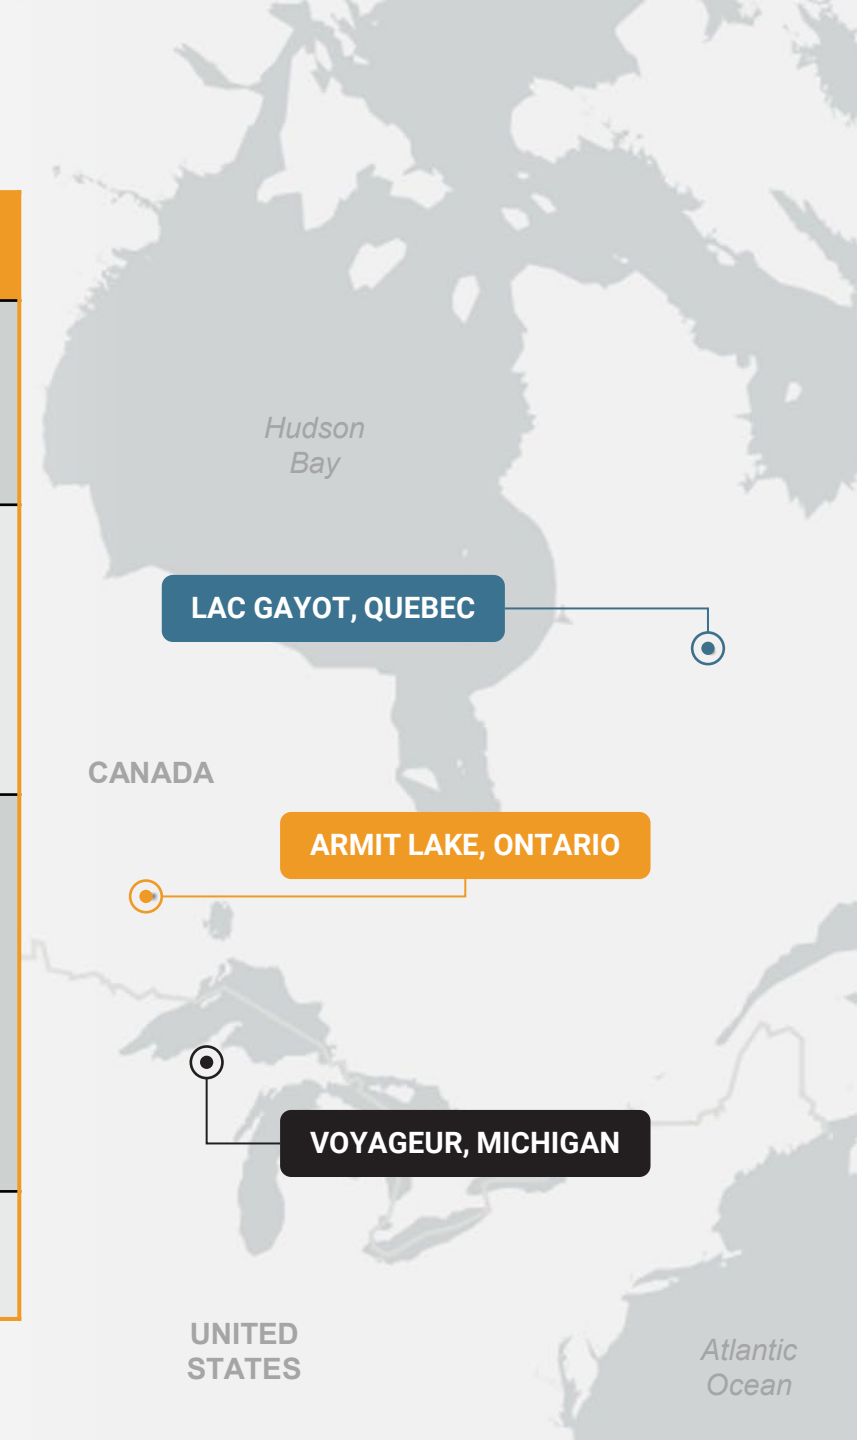 Hudson
Bay
LAC GAYOT, QUEBEC
CANADA
ARMIT LAKE, ONTARIO
VOYAGEUR, MICHIGAN
UNITED
STATES
Atlantic
Ocean